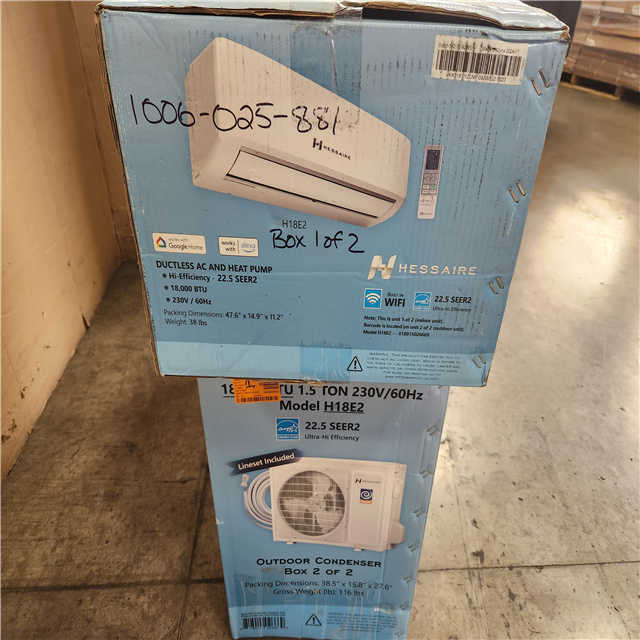 1006-025-881
HESSAIRE
H18E2
Box 1 of 2
works with
Google Home
works with
alexa
HESSAIRE
DUCTLESS AC AND HEAT PUMP
• Hi-Efficiency - 22.5 SEER2
• 18,000 BTU
• 230V / 60Hz
Packing Dimensions: 47.6" x 14.9" x 11.2"
Weight: 38 lbs
BUILT IN
WIFI
22.5 SEER2
Ultra-Hi Efficiency
Note: This is unit 1 of 2 (indoor unit).
Barcode is located on unit 2 of 2 (outdoor unit).
Model H18E2
TU 1.5 TON 230V/60Hz
Model H18E2
22.5 SEER2
Ultra-Hi Efficiency
Lineset Included
HESSAIRE
OUTDOOR CONDENSER
BOX 2 OF 2
Packing Dimensions: 38.5" x 15.8" x 27.6"
Gross Weight (lb): 116 lbs